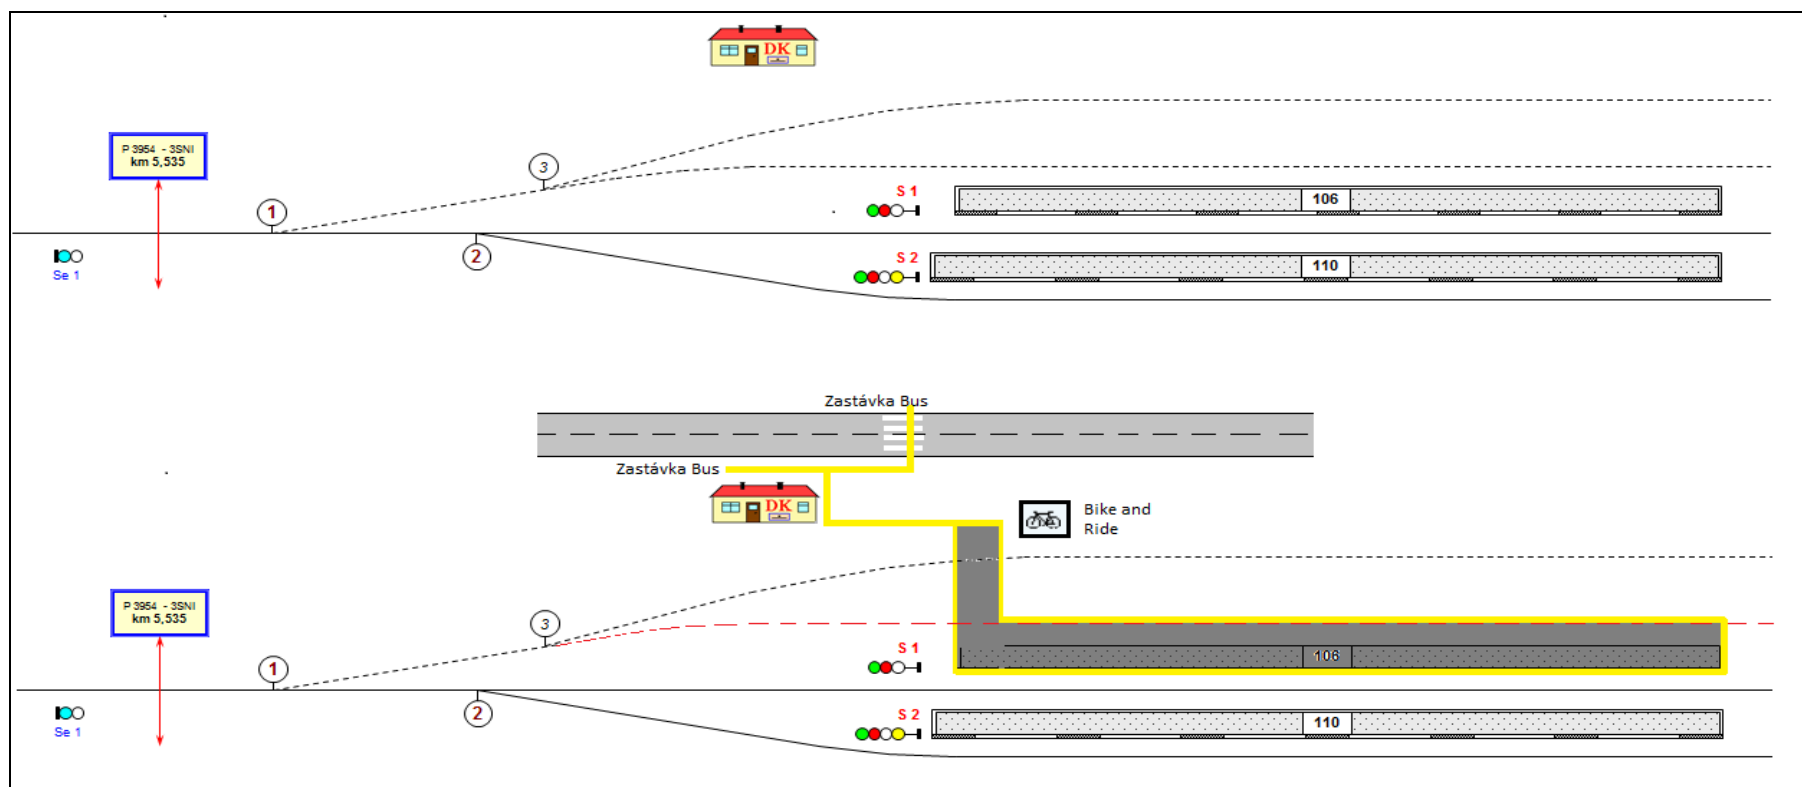 DK
P 3954 - 3SNI
km 5,535
3
1
S 1
106
2
Se 1
S 2
110
Zastávka Bus
Zastávka Bus
DK
Bike and
Ride
P 3954 - 3SNI
km 5,535
3
1
S 1
106
2
Se 1
S 2
110